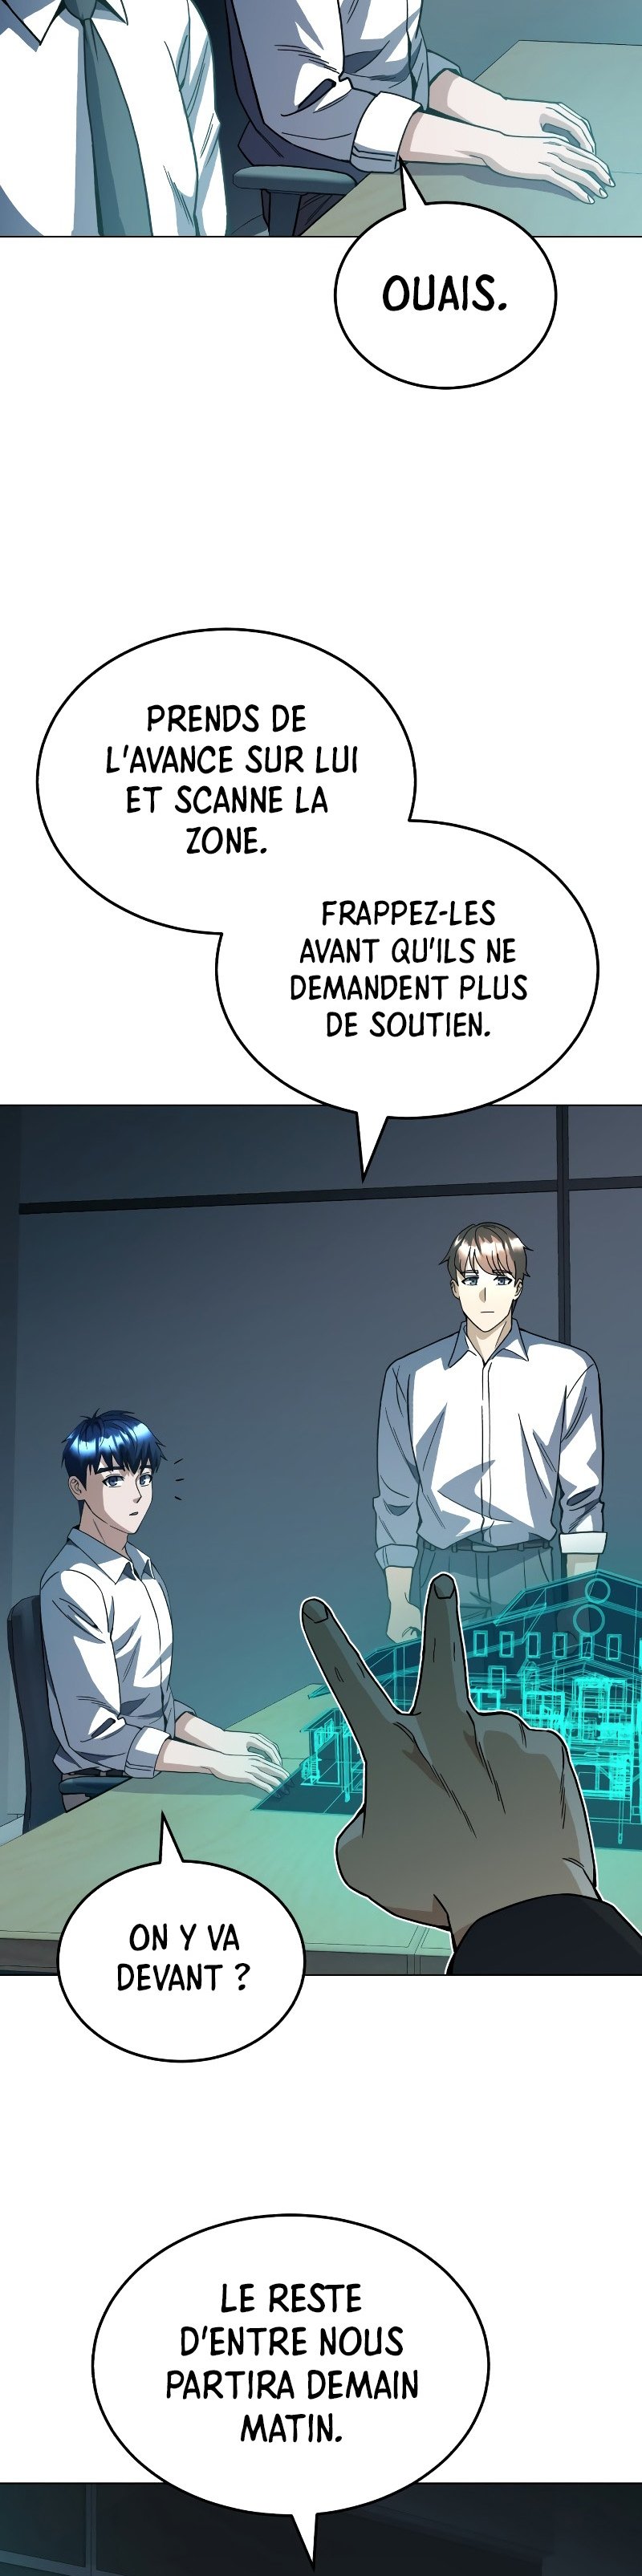 OUAIS.
PRENDS DE
L'AVANCE SUR LUI
ET SCANNE LA
ZONE.
FRAPPEZ-LES
AVANT QU'ILS NE
DEMANDENT PLUS
DE SOUTIEN.
ON Y VA
DEVANT ?
LE RESTE
D'ENTRE NOUS
PARTIRA DEMAIN
MATIN.